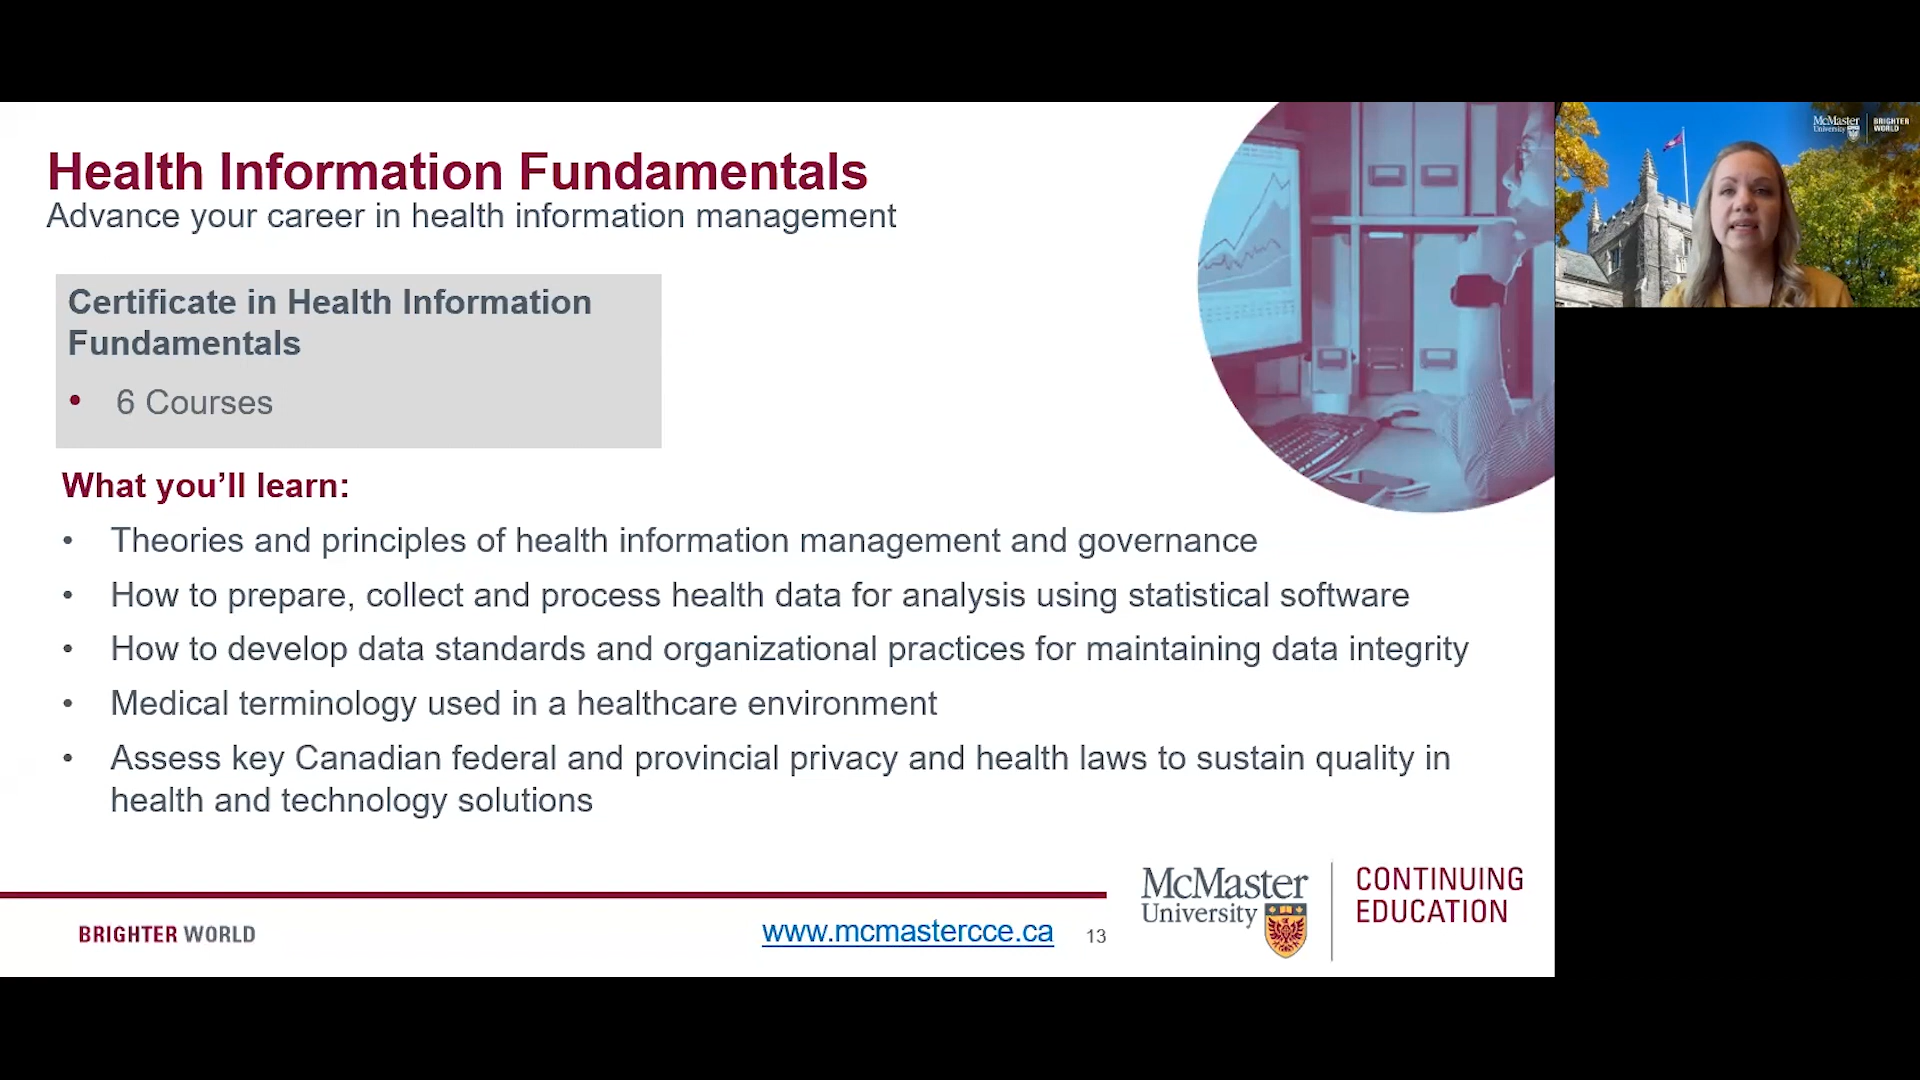 Health Information Fundamentals
Advance your career in health information management
Certificate in Health Information
Fundamentals
• 6 Courses
What you’ll learn:
• Theories and principles of health information management and governance
• How to prepare, collect and process health data for analysis using statistical software
• How to develop data standards and organizational practices for maintaining data integrity
• Medical terminology used in a healthcare environment
• Assess key Canadian federal and provincial privacy and health laws to sustain quality in
health and technology solutions
BRIGHTER WORLD
www.mcmastercce.ca
13
McMaster
University
CONTINUING
EDUCATION
McMaster
University
BRIGHTER
WORLD